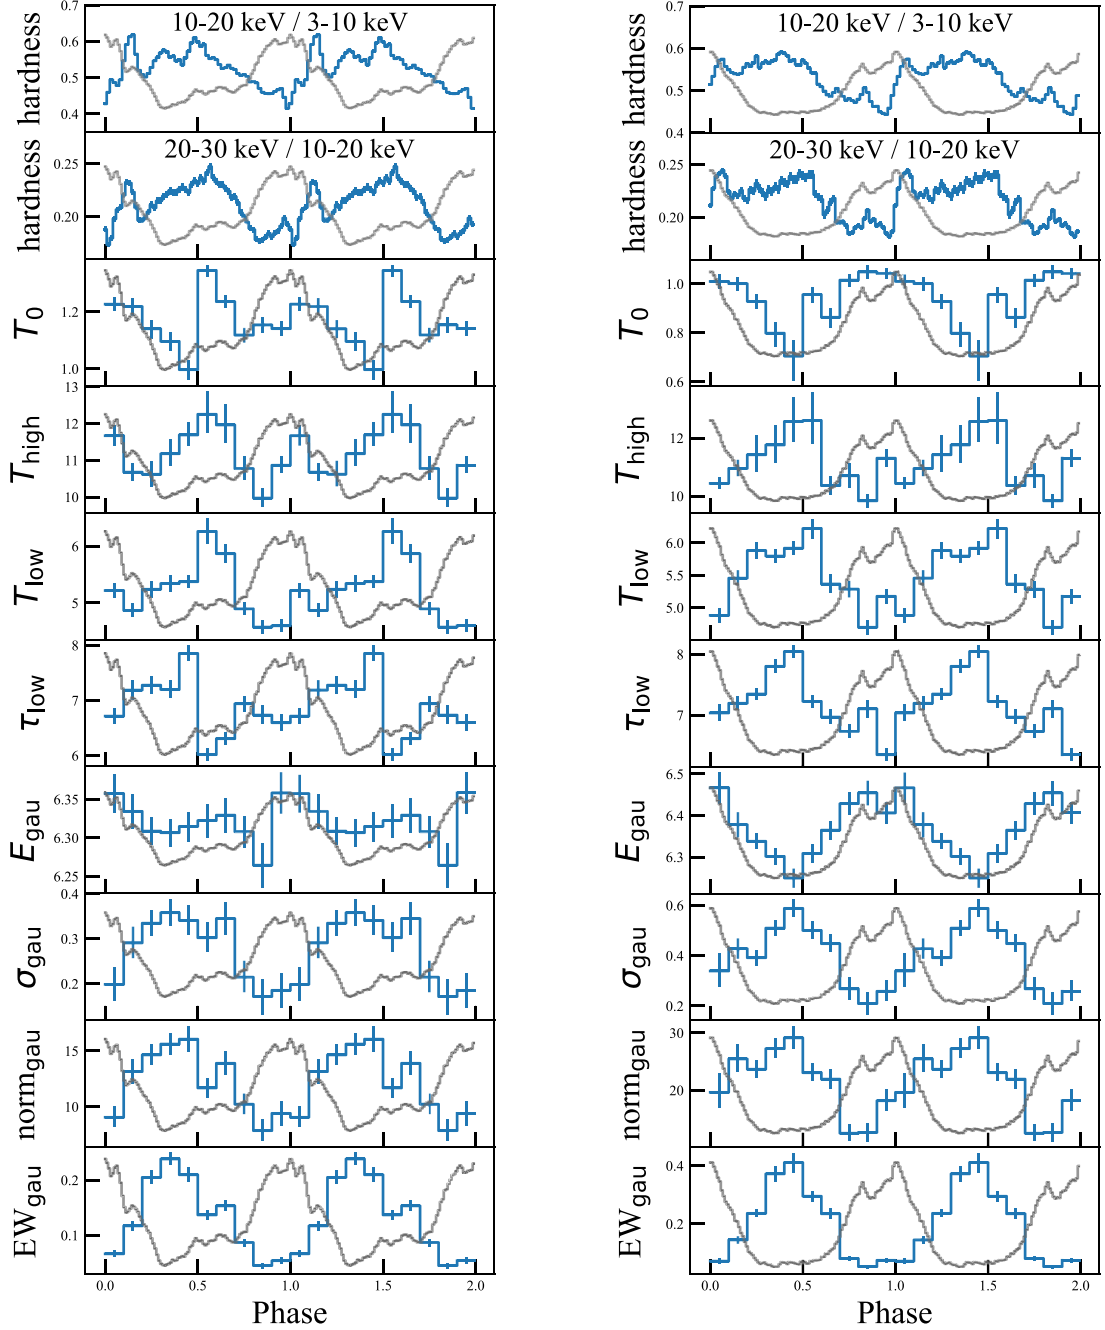 10-20 keV / 3-10 keV
hardness
0.6
0.5
0.4
20-30 keV / 10-20 keV
hardness
0.25
0.20
T0
1.2
1.0
Thigh
13
12
11
10
Tlow
6
5
τlow
8
7
6
Egau
6.35
6.30
6.25
σgau
0.4
0.3
0.2
normgau
15
10
EWgau
0.2
0.1
0.0 0.5 1.0 1.5 2.0
Phase
10-20 keV / 3-10 keV
hardness
0.7
0.6
0.5
0.4
20-30 keV / 10-20 keV
hardness
0.25
0.20
T0
1.0
0.8
0.6
Thigh
12
10
Tlow
6.0
5.5
5.0
τlow
8
7
Egau
6.5
6.4
6.3
σgau
0.6
0.4
0.2
normgau
30
20
EWgau
0.4
0.2
0.0 0.5 1.0 1.5 2.0
Phase